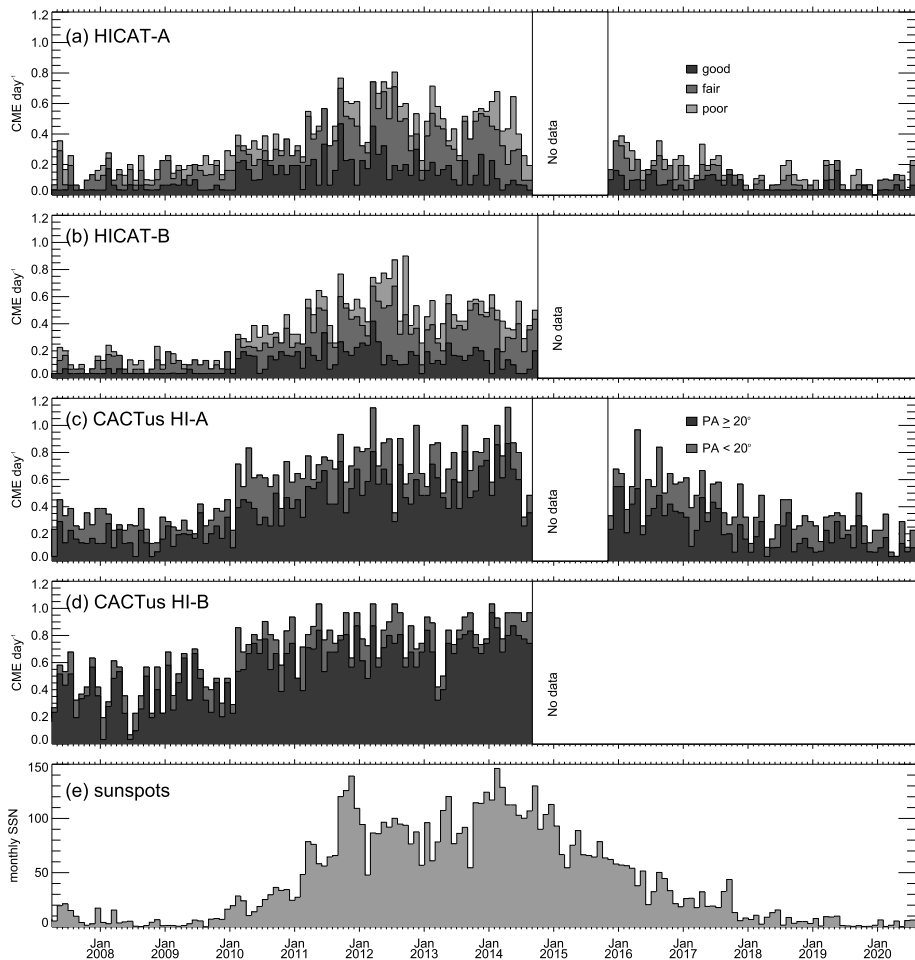 (a) HICAT-A
1.2
1.0
0.8
0.6
0.4
0.2
0.0
CME day⁻¹
good
fair
poor
No data
(b) HICAT-B
1.2
1.0
0.8
0.6
0.4
0.2
0.0
CME day⁻¹
No data
(c) CACTus HI-A
1.2
1.0
0.8
0.6
0.4
0.2
0.0
CME day⁻¹
PA ≥ 20°
PA < 20°
No data
(d) CACTus HI-B
1.2
1.0
0.8
0.6
0.4
0.2
0.0
CME day⁻¹
No data
(e) sunspots
150
100
50
0
monthly SSN
Jan Jan Jan Jan Jan Jan Jan Jan Jan Jan Jan Jan Jan
2008 2009 2010 2011 2012 2013 2014 2015 2016 2017 2018 2019 2020